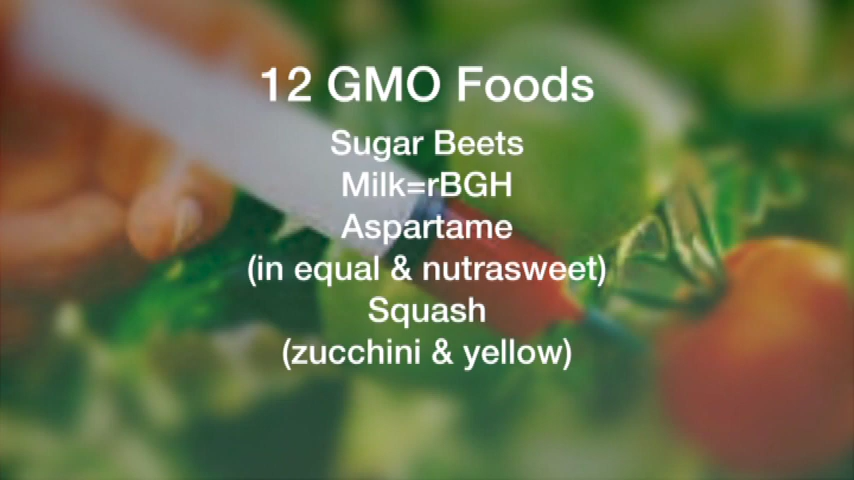 12 GMO Foods
Sugar Beets
Milk=rBGH
Aspartame
(in equal & nutrasweet)
Squash
(zucchini & yellow)